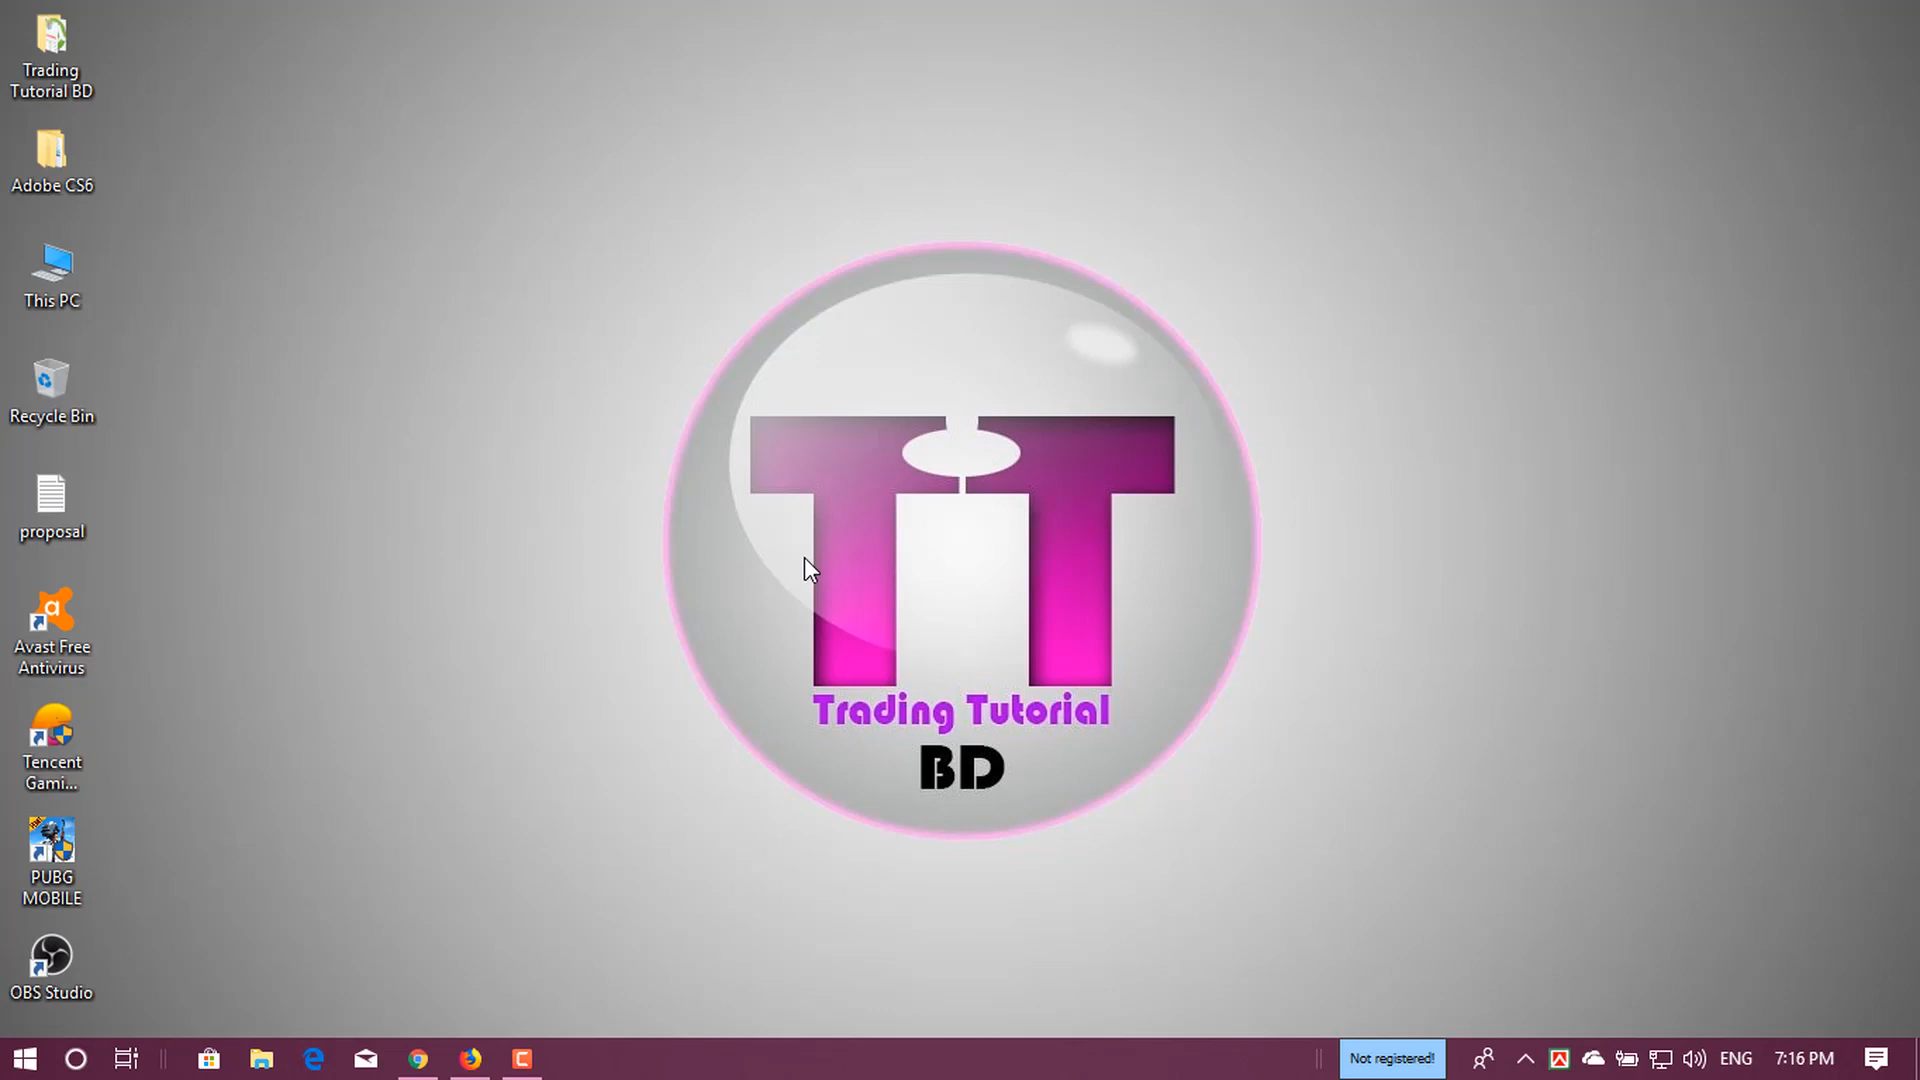 Trading
Tutorial BD
Adobe CS6
This PC
Recycle Bin
proposal
Avast Free
Antivirus
Tencent
Gami...
PUBG
MOBILE
OBS Studio
TT
Trading Tutorial
BD
Not registered!
ENG
7:16 PM